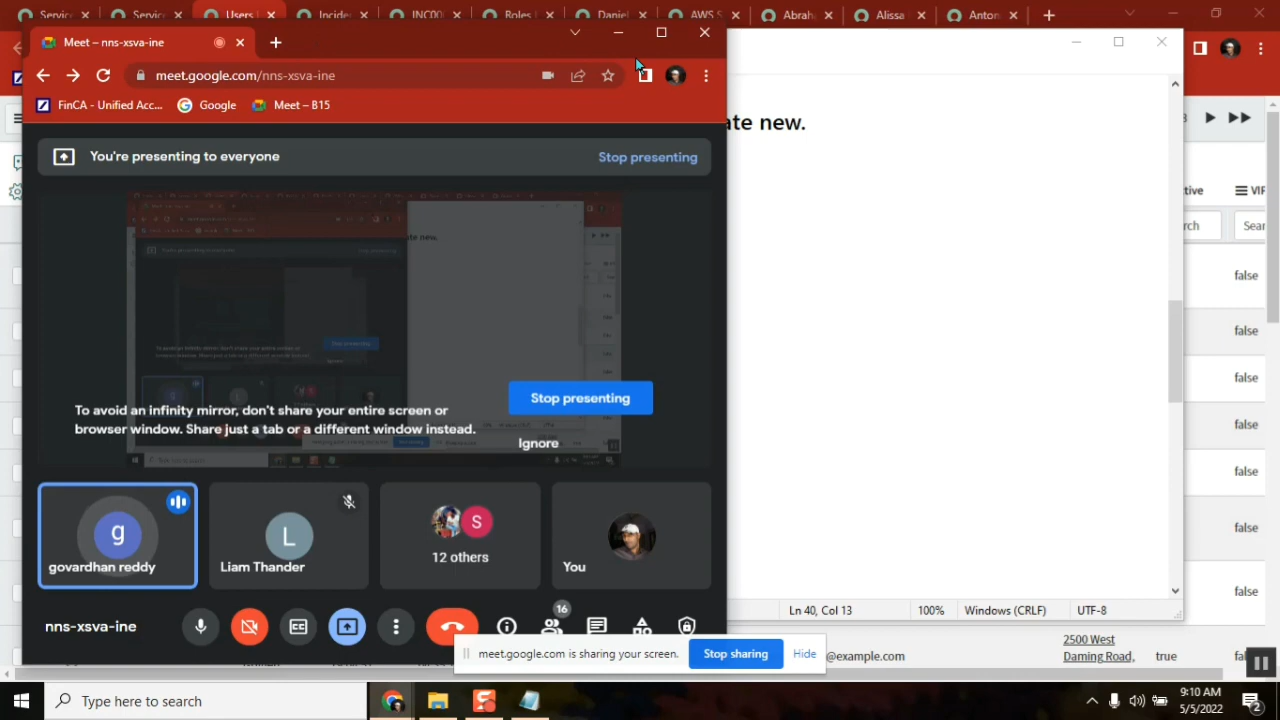 Servic
Servic
Users
Incide
INC00
Roles
Daniel
AWS S
Abrah
Alissa
Anton
Meet – nns-xsva-ine
meet.google.com/nns-xsva-ine
FinCA - Unified Acc...
Google
Meet – B15
ate new.
You're presenting to everyone
Stop presenting
tive
VIP
rch
Sear
false
false
false
false
false
false
false
To avoid an infinity mirror, don't share your entire screen or
browser window. Share just a tab or a different window instead.
Stop presenting
Ignore
g
govardhan reddy
L
Liam Thander
S
12 others
You
nns-xsva-ine
16
Ln 40, Col 13
100%
Windows (CRLF)
UTF-8
meet.google.com is sharing your screen.
Stop sharing
Hide
@example.com
2500 West
Daming Road,
true
Type here to search
9:10 AM
5/5/2022
2